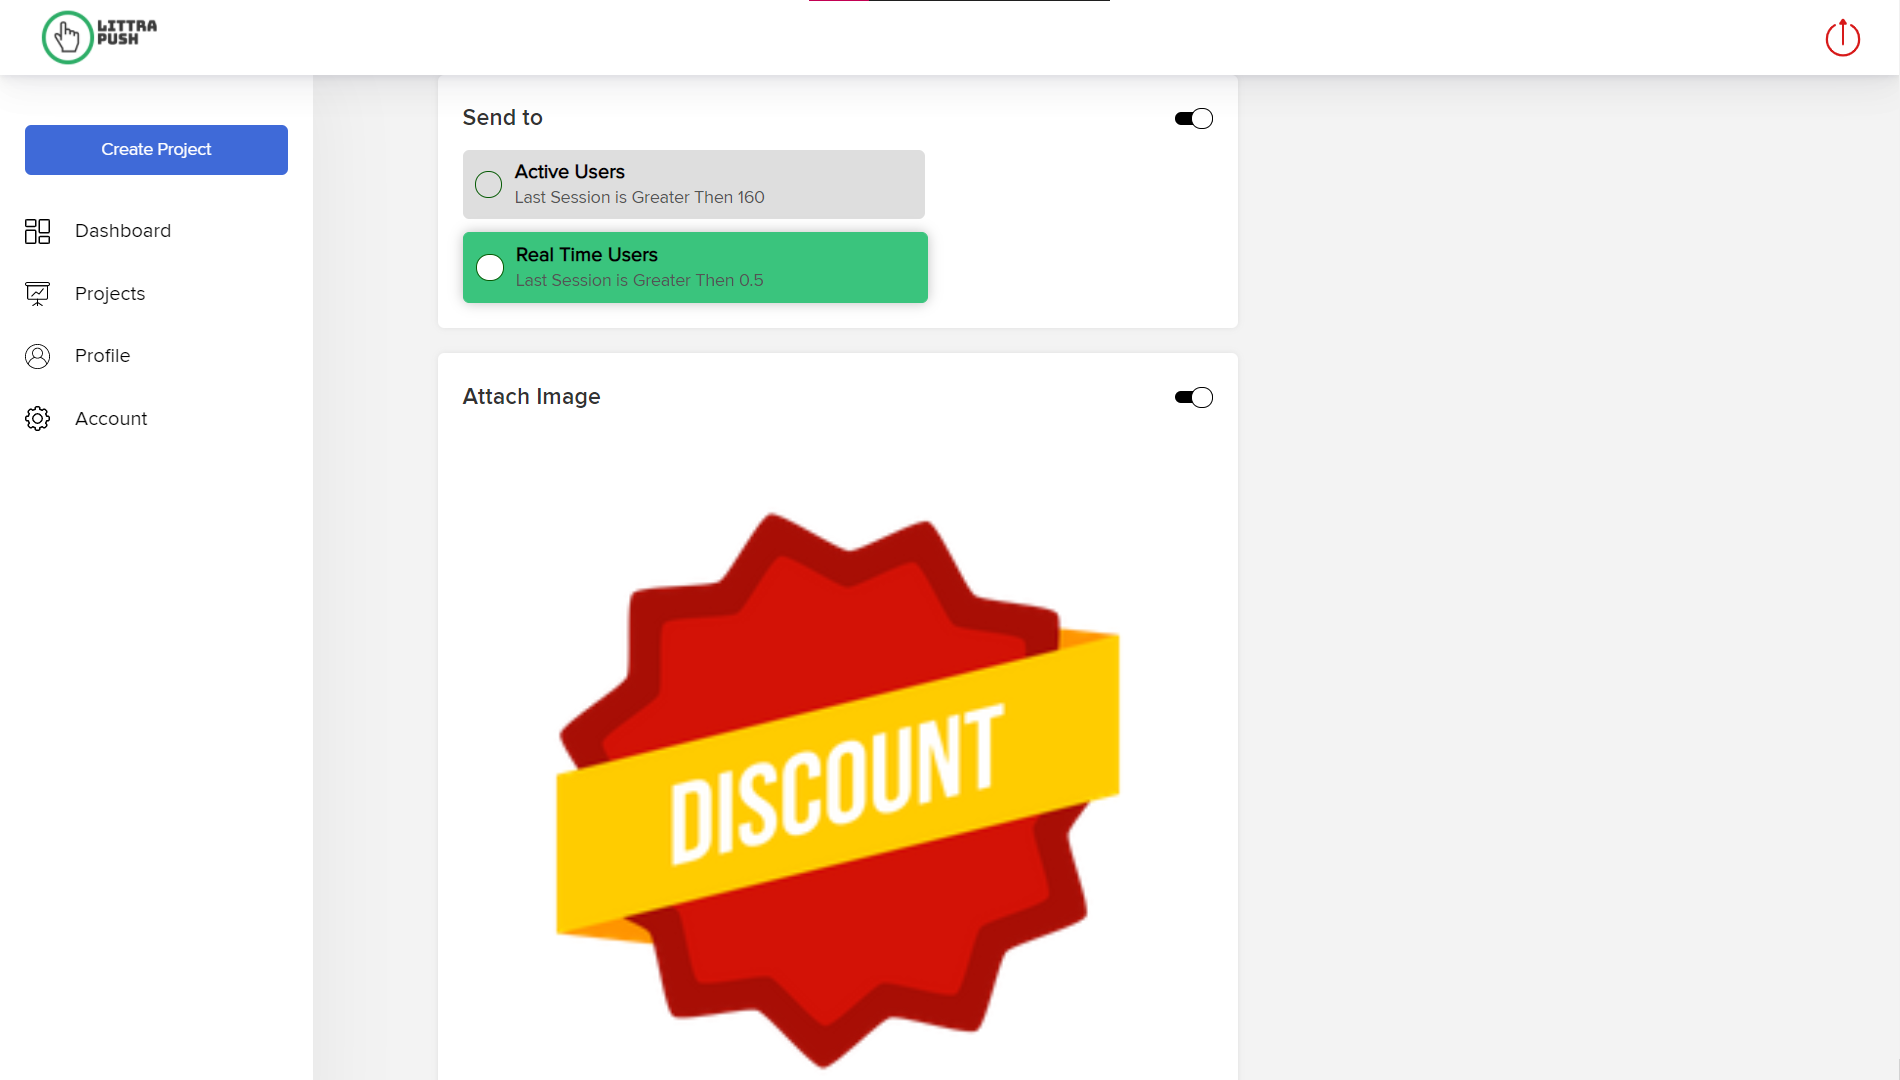 LITTRA
PUSH
Create Project
Dashboard
Projects
Profile
Account
Send to
Active Users
Last Session is Greater Then 160
Real Time Users
Last Session is Greater Then 0.5
Attach Image
DISCOUNT